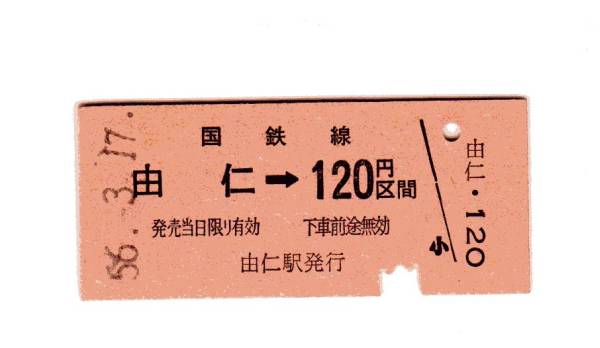 56.-3.17.
国鉄線
由仁→120円区間
発売当日限り有効 下車前途無効
由仁駅発行
小
由仁・120